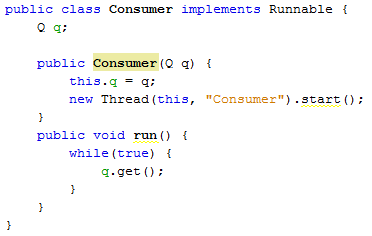 public class Consumer implements Runnable {
    Q q;

    public Consumer(Q q) {
        this.q = q;
        new Thread(this, "Consumer").start();
    }
    public void run() {
        while(true) {
            q.get();
        }
    }
}